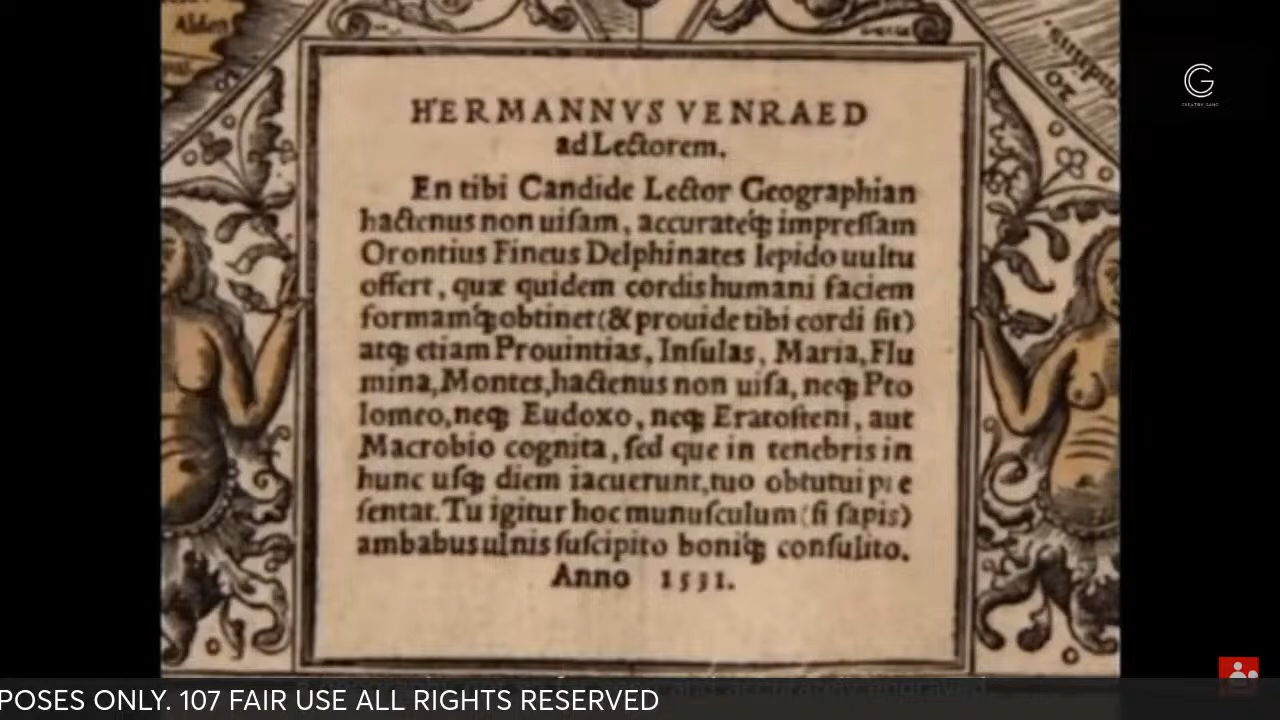 Alden
HERMANNVS VENRAED
ad Lectorem.
En tibi Candide Lector Geographian
hactenus non uiſam, accurateq́; impreſſam
Orontius Fineus Delphinates lepido uultu
offert, quæ quidem cordis humani faciem
formamq́; obtinet (& prouide tibi cordi ſit)
atq; etiam Prouintias, Inſulas, Maria, Flu
mina, Montes, hactenus non uiſa, neq; Pto
lomeo, neq; Eudoxo, neq; Eratoſteni, aut
Macrobio cognita, ſed que in tenebris in
hunc uſq; diem iacuerunt, tuo obtutui pre
ſentat. Tu igitur hoc munuſculum (ſi ſapis)
ambabus ulnis ſuſcipito boniq́; conſulito.
Anno 1531.
20
G
CREATOR GANG
POSES ONLY. 107 FAIR USE ALL RIGHTS RESERVED